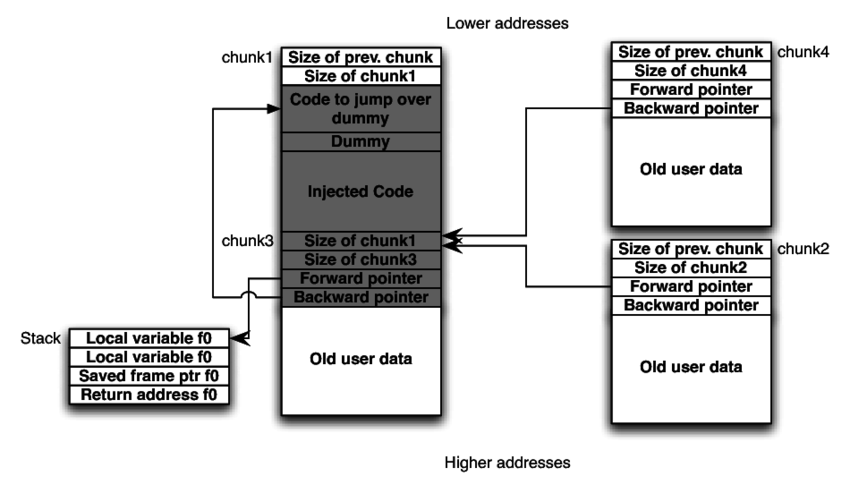 Lower addresses
chunk1
Size of prev. chunk
Size of chunk1
Code to jump over
dummy
Dummy
Injected Code
chunk3
Size of chunk1
Size of chunk3
Forward pointer
Backward pointer
Old user data
Stack
Local variable f0
Local variable f0
Saved frame ptr f0
Return address f0
Size of prev. chunk
chunk4
Size of chunk4
Forward pointer
Backward pointer
Old user data
Size of prev. chunk
chunk2
Size of chunk2
Forward pointer
Backward pointer
Old user data
Higher addresses